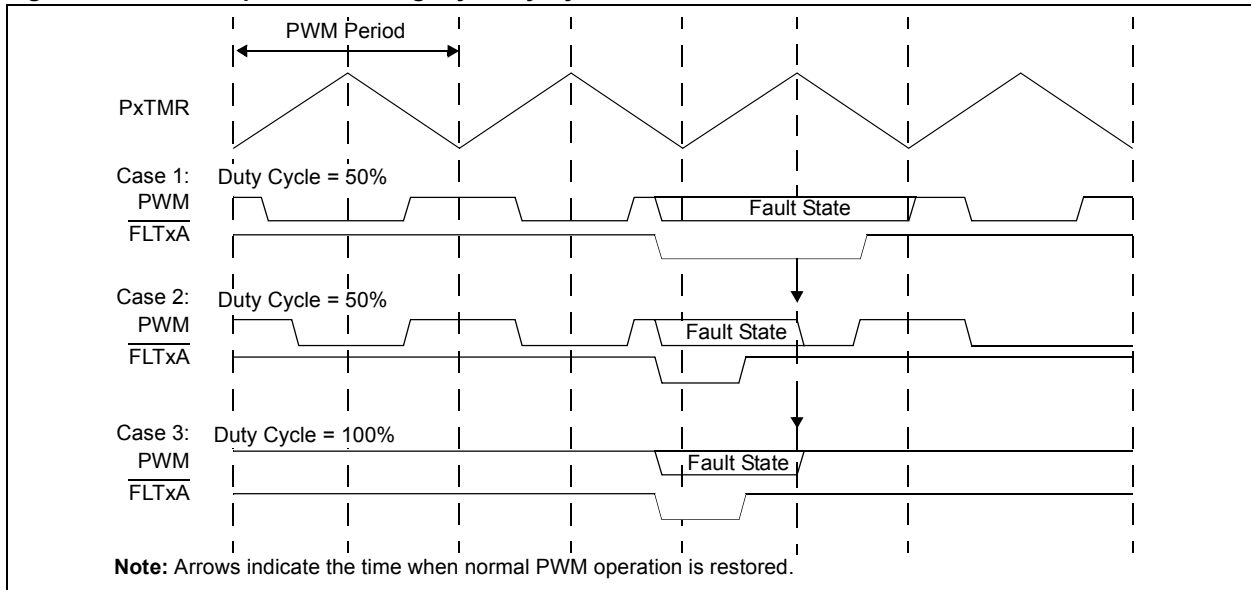 PWM Period
PxTMR
Case 1: Duty Cycle = 50%
PWM
Fault State
FLTxA
Case 2: Duty Cycle = 50%
PWM
Fault State
FLTxA
Case 3: Duty Cycle = 100%
PWM
Fault State
FLTxA
Note: Arrows indicate the time when normal PWM operation is restored.